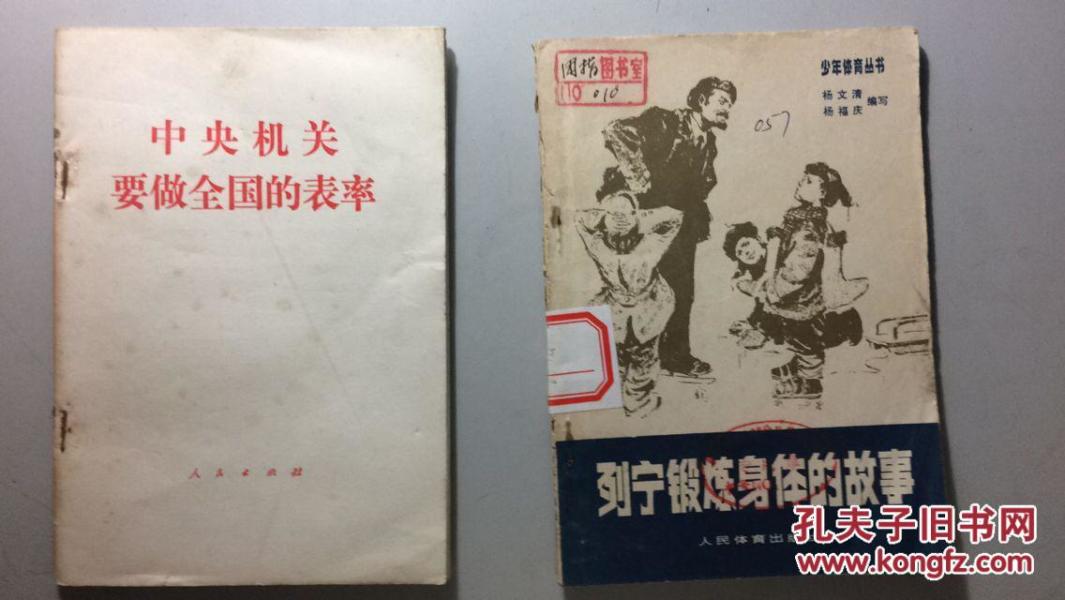 中央机关
要做全国的表率
人民出版社
图书室
110 010
少年体育丛书
杨文清
杨福庆 编写
057
列宁锻炼身体的故事
人民体育出
孔夫子旧书网
www.kongfz.com